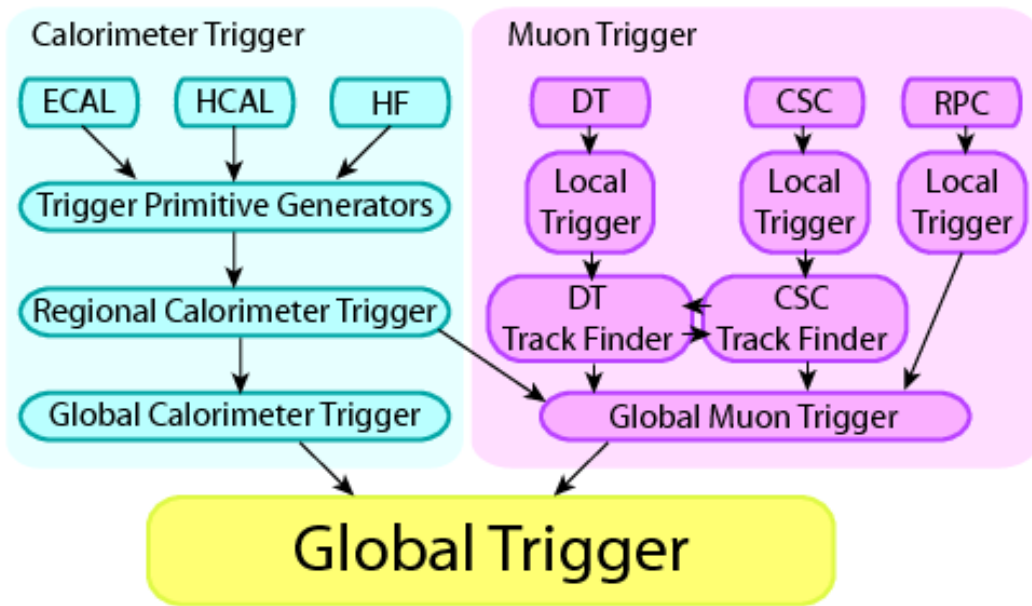 Calorimeter Trigger
ECAL
HCAL
HF
Trigger Primitive Generators
Regional Calorimeter Trigger
Global Calorimeter Trigger
Muon Trigger
DT
CSC
RPC
Local
Trigger
Local
Trigger
Local
Trigger
DT
Track Finder
CSC
Track Finder
Global Muon Trigger
Global Trigger